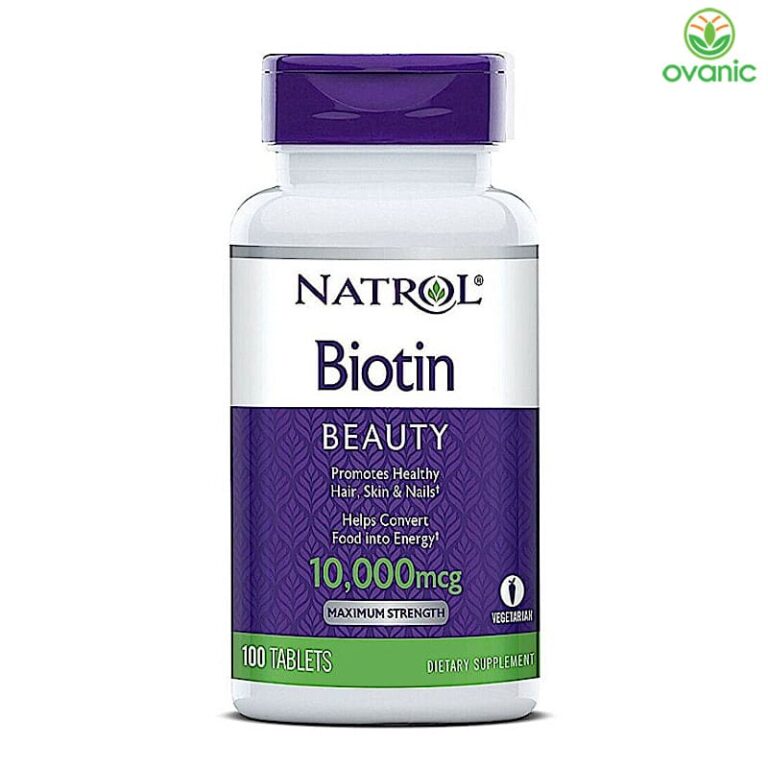 ovanic
NATROL®
Biotin
BEAUTY
Promotes Healthy
Hair, Skin & Nails†
Helps Convert
Food into Energy†
10,000mcg
MAXIMUM STRENGTH
VEGETARIAN
100 TABLETS
DIETARY SUPPLEMENT